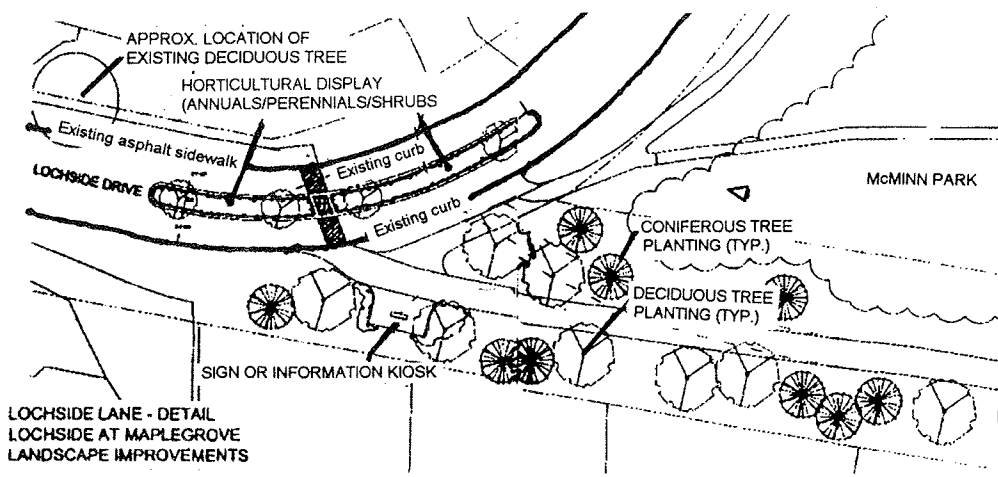 APPROX. LOCATION OF
EXISTING DECIDUOUS TREE
HORTICULTURAL DISPLAY
(ANNUALS/PERENNIALS/SHRUBS
Existing asphalt sidewalk
Existing curb
LOCHSIDE DRIVE
Existing curb
McMINN PARK
CONIFEROUS TREE
PLANTING (TYP.)
DECIDUOUS TREE
PLANTING (TYP.)
SIGN OR INFORMATION KIOSK
LOCHSIDE LANE - DETAIL
LOCHSIDE AT MAPLEGROVE
LANDSCAPE IMPROVEMENTS